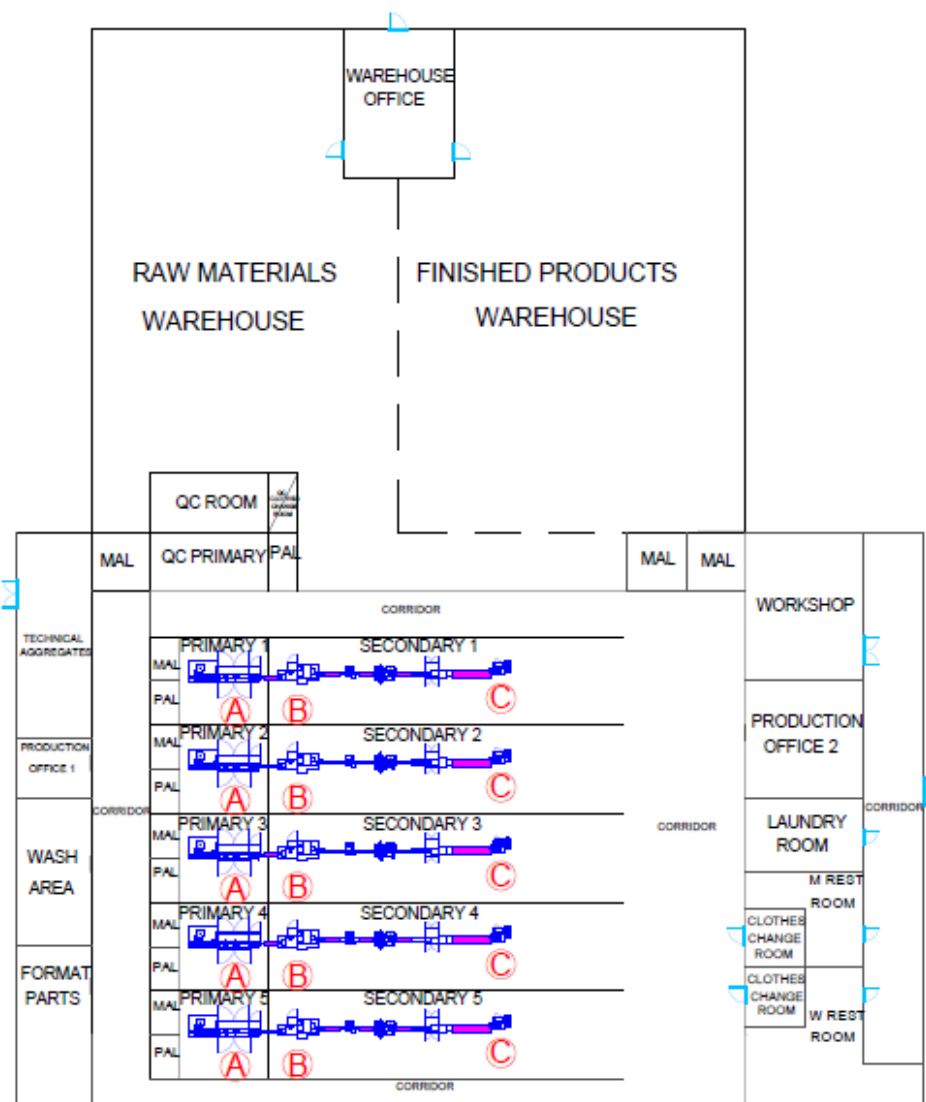 WAREHOUSE
OFFICE
RAW MATERIALS
WAREHOUSE
FINISHED PRODUCTS
WAREHOUSE
QC ROOM
QC
CLOTHES
CHANGE
ROOM
MAL
QC PRIMARY
PAL
MAL
MAL
WORKSHOP
CORRIDOR
TECHNICAL
AGGREGATES
PRODUCTION
OFFICE 1
WASH
AREA
FORMAT
PARTS
CORRIDOR
PRIMARY 1
SECONDARY 1
MAL
PAL
A
B
C
PRIMARY 2
SECONDARY 2
MAL
PAL
A
B
C
PRIMARY 3
SECONDARY 3
MAL
PAL
A
B
C
PRIMARY 4
SECONDARY 4
MAL
PAL
A
B
C
PRIMARY 5
SECONDARY 5
MAL
PAL
A
B
C
CORRIDOR
CORRIDOR
PRODUCTION
OFFICE 2
LAUNDRY
ROOM
CORRIDOR
M REST
ROOM
CLOTHES
CHANGE
ROOM
CLOTHES
CHANGE
ROOM
W REST
ROOM